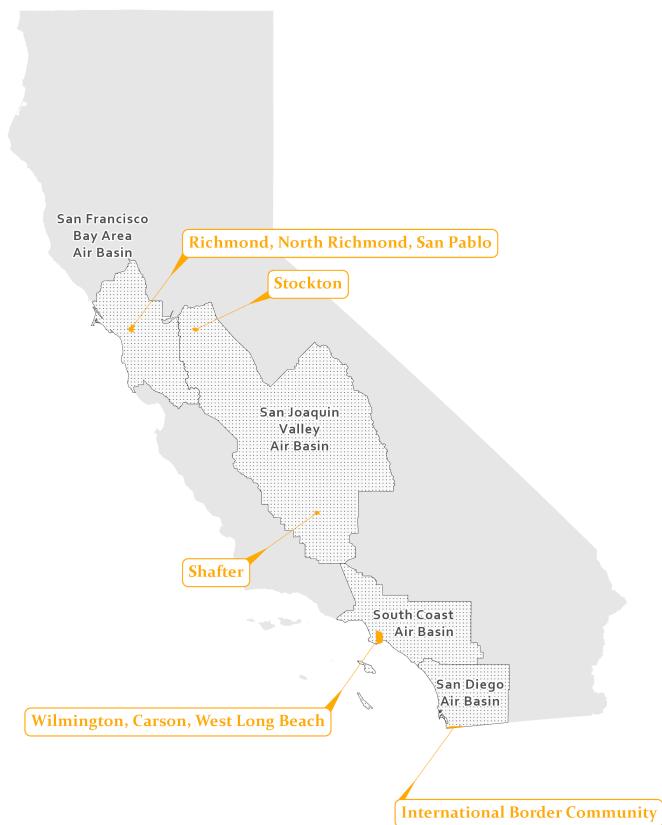 San Francisco
Bay Area
Air Basin
Richmond, North Richmond, San Pablo
Stockton
San Joaquin
Valley
Air Basin
Shafter
South Coast
Air Basin
San Diego
Air Basin
Wilmington, Carson, West Long Beach
International Border Community